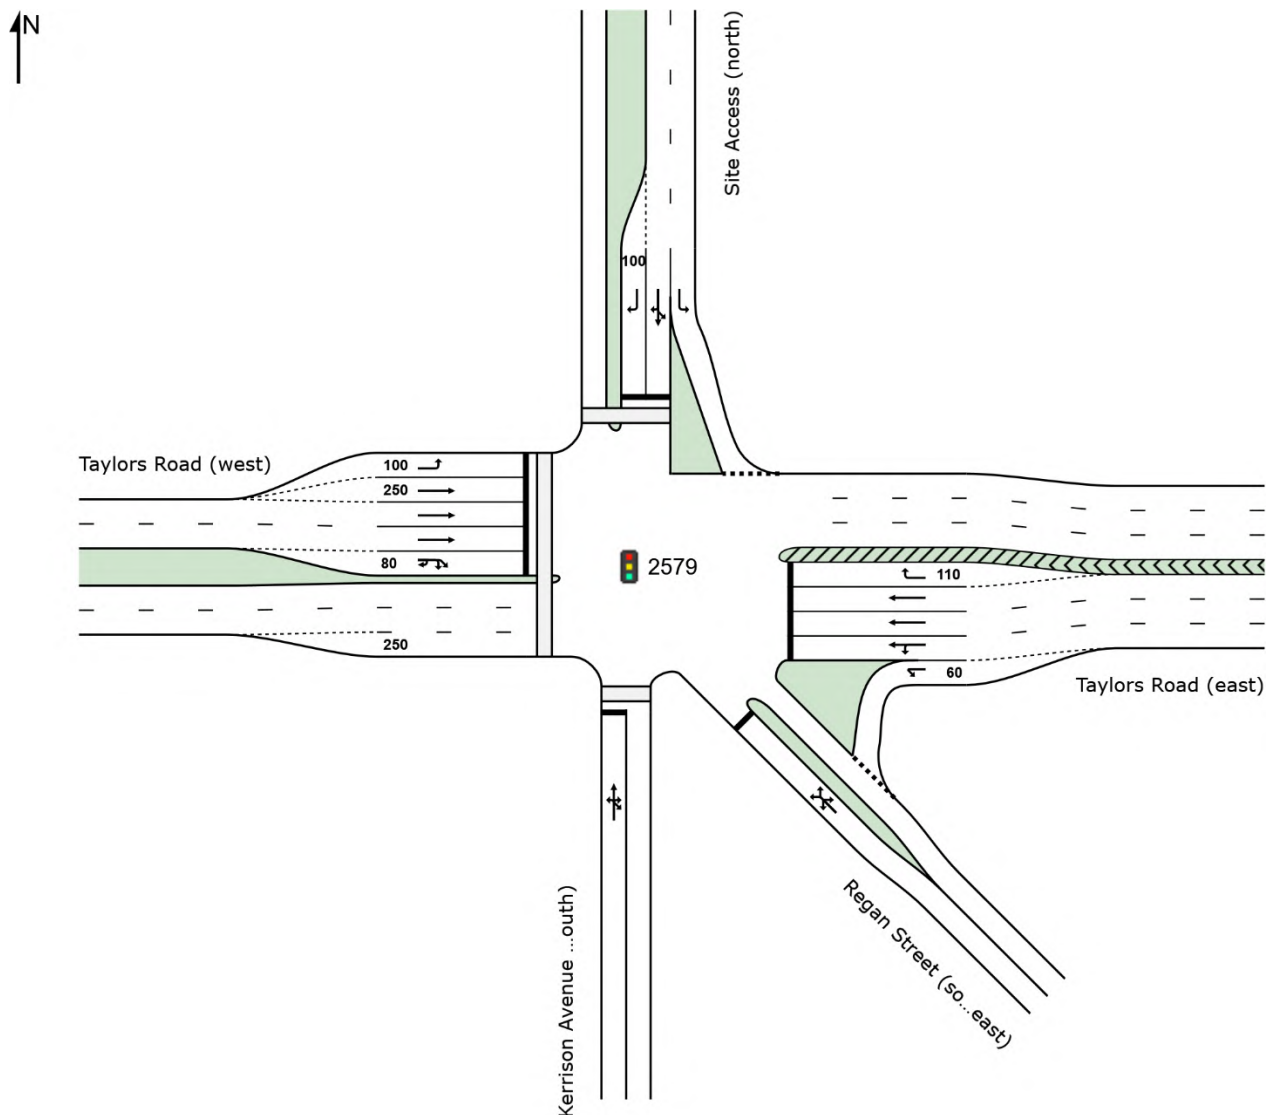 N
Site Access (north)
100
Taylors Road (west)
100
250
80
250
2579
110
60
Taylors Road (east)
Kerrison Avenue ...outh)
Regan Street (so...east)